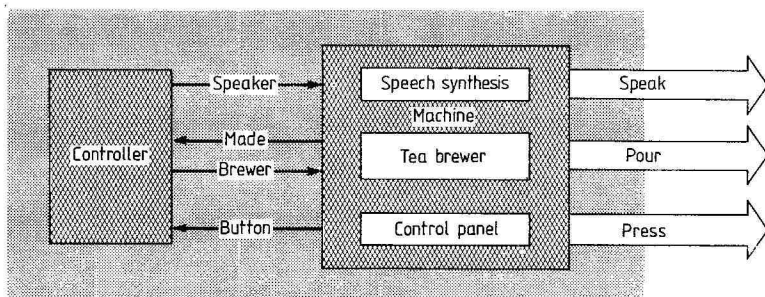 Speaker
Speech synthesis
Speak
Machine
Made
Controller
Tea brewer
Pour
Brewer
Button
Control panel
Press